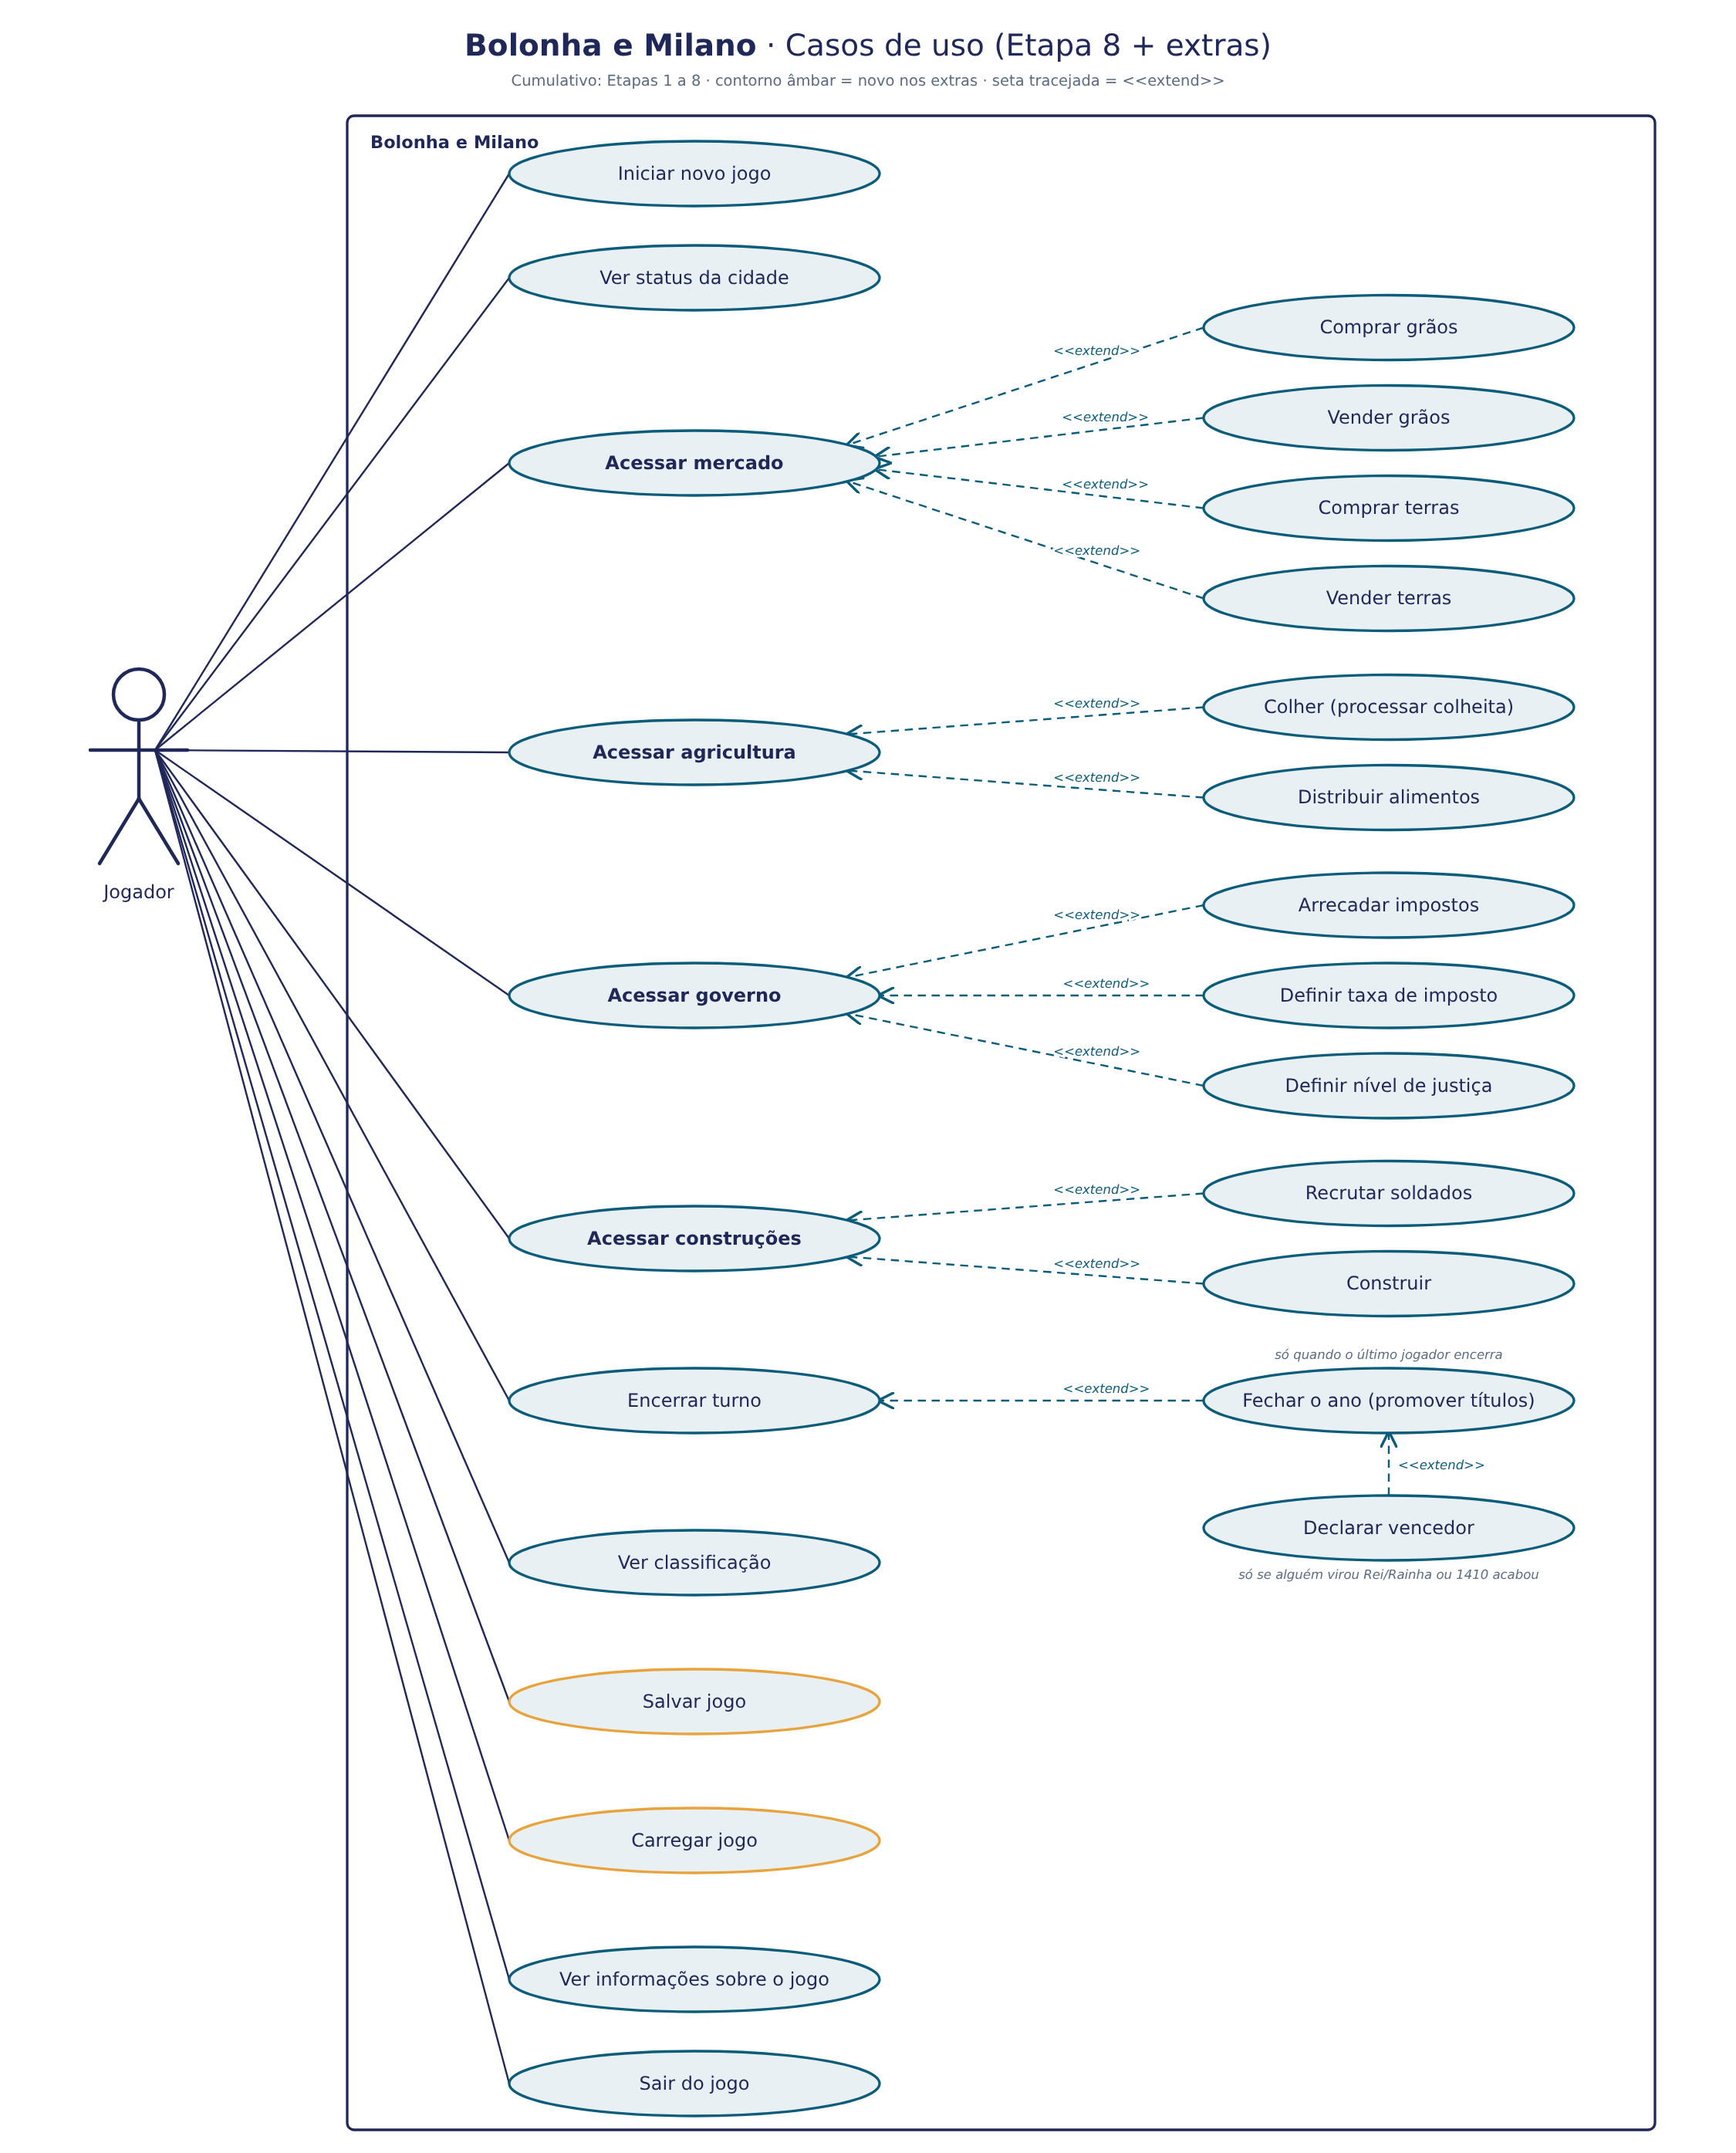 Bolonha e Milano · Casos de uso (Etapa 8 + extras)
Cumulativo: Etapas 1 a 8 · contorno âmbar = novo nos extras · seta tracejada = <<extend>>
Bolonha e Milano
Iniciar novo jogo
Ver status da cidade
Comprar grãos
<<extend>>
Vender grãos
<<extend>>
Acessar mercado
<<extend>>
Comprar terras
<<extend>>
Vender terras
<<extend>>
Colher (processar colheita)
Acessar agricultura
<<extend>>
Distribuir alimentos
Jogador
<<extend>>
Arrecadar impostos
<<extend>>
Acessar governo
Definir taxa de imposto
<<extend>>
Definir nível de justiça
<<extend>>
Recrutar soldados
Acessar construções
<<extend>>
Construir
só quando o último jogador encerra
<<extend>>
Encerrar turno
Fechar o ano (promover títulos)
<<extend>>
Declarar vencedor
Ver classificação
só se alguém virou Rei/Rainha ou 1410 acabou
Salvar jogo
Carregar jogo
Ver informações sobre o jogo
Sair do jogo